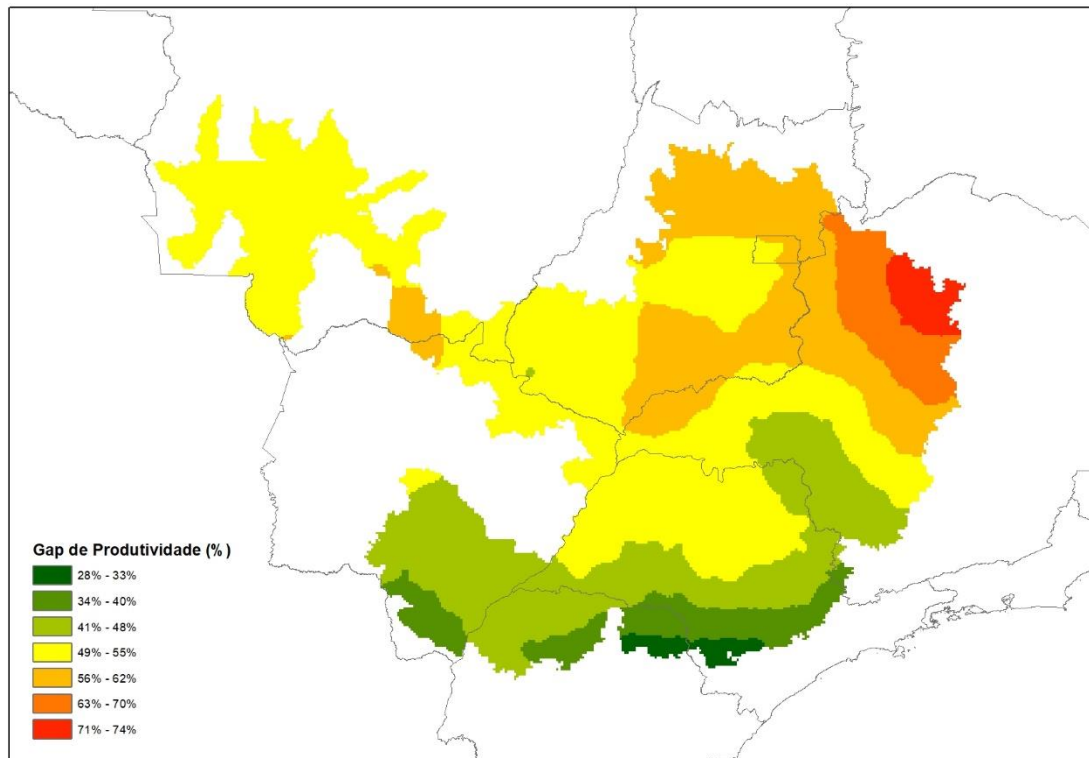 Gap de Produtividade (%)
28% - 33%
34% - 40%
41% - 48%
49% - 55%
56% - 62%
63% - 70%
71% - 74%